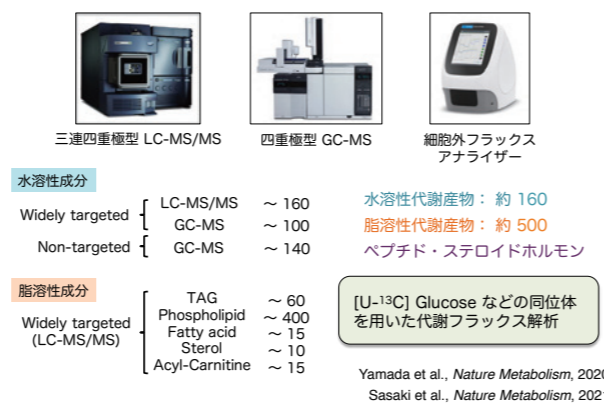 三連四重極型 LC-MS/MS
四重極型 GC-MS
細胞外フラックス
アナライザー
水溶性成分
Widely targeted
LC-MS/MS ～ 160
GC-MS ～ 100
Non-targeted
GC-MS ～ 140
水溶性代謝産物： 約 160
脂溶性代謝産物： 約 500
ペプチド・ステロイドホルモン
脂溶性成分
Widely targeted
(LC-MS/MS)
TAG ～ 60
Phospholipid ～ 400
Fatty acid ～ 15
Sterol ～ 10
Acyl-Carnitine ～ 15
[U-¹³C] Glucose などの同位体
を用いた代謝フラックス解析
Yamada et al., Nature Metabolism, 2020
Sasaki et al., Nature Metabolism, 202